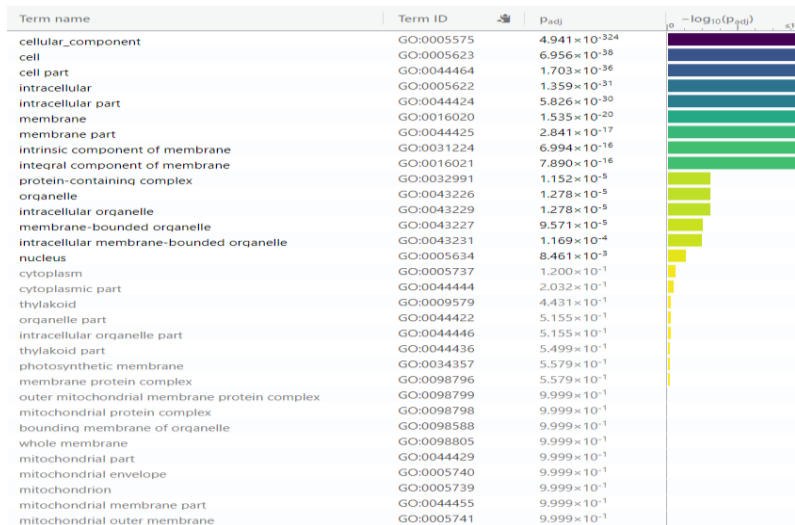 Term name Term ID p_adj −log₁₀(p_adj)
0 ≤1
cellular_component GO:0005575 4.941×10⁻³²⁴
cell GO:0005623 6.956×10⁻³⁸
cell part GO:0044464 1.703×10⁻³⁶
intracellular GO:0005622 1.359×10⁻³¹
intracellular part GO:0044424 5.826×10⁻³⁰
membrane GO:0016020 1.535×10⁻²⁰
membrane part GO:0044425 2.841×10⁻¹⁷
intrinsic component of membrane GO:0031224 6.994×10⁻¹⁶
integral component of membrane GO:0016021 7.890×10⁻¹⁶
protein-containing complex GO:0032991 1.152×10⁻⁵
organelle GO:0043226 1.278×10⁻⁵
intracellular organelle GO:0043229 1.278×10⁻⁵
membrane-bounded organelle GO:0043227 9.571×10⁻⁵
intracellular membrane-bounded organelle GO:0043231 1.169×10⁻⁴
nucleus GO:0005634 8.461×10⁻³
cytoplasm GO:0005737 1.200×10⁻¹
cytoplasmic part GO:0044444 2.032×10⁻¹
thylakoid GO:0009579 4.431×10⁻¹
organelle part GO:0044422 5.155×10⁻¹
intracellular organelle part GO:0044446 5.155×10⁻¹
thylakoid part GO:0044436 5.499×10⁻¹
photosynthetic membrane GO:0034357 5.579×10⁻¹
membrane protein complex GO:0098796 5.579×10⁻¹
outer mitochondrial membrane protein complex GO:0098799 9.999×10⁻¹
mitochondrial protein complex GO:0098798 9.999×10⁻¹
bounding membrane of organelle GO:0098588 9.999×10⁻¹
whole membrane GO:0098805 9.999×10⁻¹
mitochondrial part GO:0044429 9.999×10⁻¹
mitochondrial envelope GO:0005740 9.999×10⁻¹
mitochondrion GO:0005739 9.999×10⁻¹
mitochondrial membrane part GO:0044455 9.999×10⁻¹
mitochondrial outer membrane GO:0005741 9.999×10⁻¹